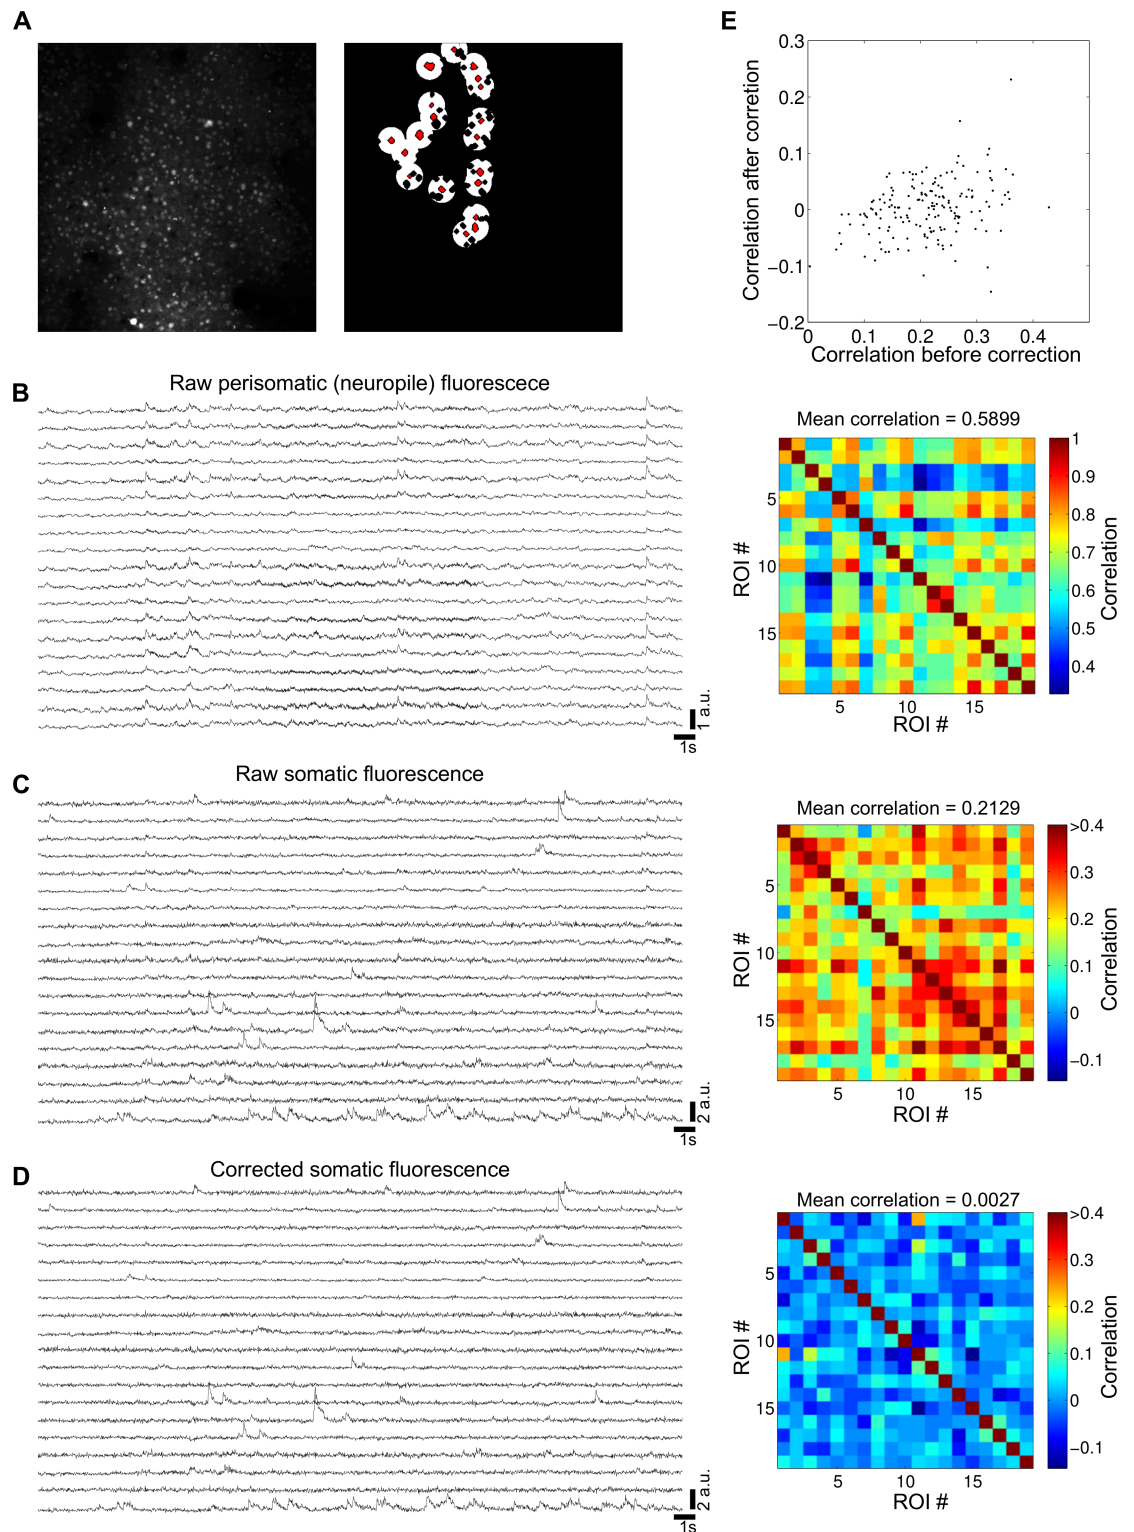 A
E
0.3
0.2
0.1
0
−0.1
−0.2
Correlation after corretion
0
0.1
0.2
0.3
0.4
Correlation before correction
B
Raw perisomatic (neuropile) fluorescece
1 a.u.
1s
Mean correlation = 0.5899
ROI #
5
10
15
5
10
15
ROI #
1
0.9
0.8
0.7
0.6
0.5
0.4
Correlation
C
Raw somatic fluorescence
2 a.u.
1s
Mean correlation = 0.2129
ROI #
5
10
15
5
10
15
ROI #
>0.4
0.3
0.2
0.1
0
−0.1
Correlation
D
Corrected somatic fluorescence
2 a.u.
1s
Mean correlation = 0.0027
ROI #
5
10
15
5
10
15
ROI #
>0.4
0.3
0.2
0.1
0
−0.1
Correlation